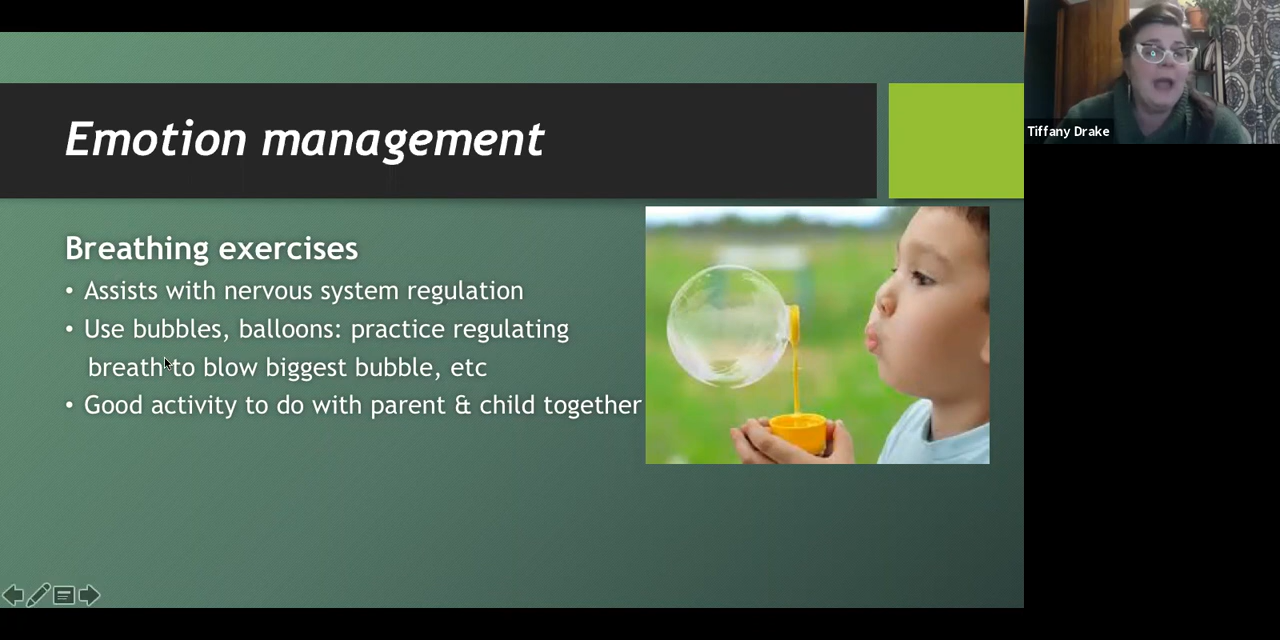 Emotion management
Breathing exercises
• Assists with nervous system regulation
• Use bubbles, balloons: practice regulating
breath to blow biggest bubble, etc
• Good activity to do with parent & child together
Tiffany Drake